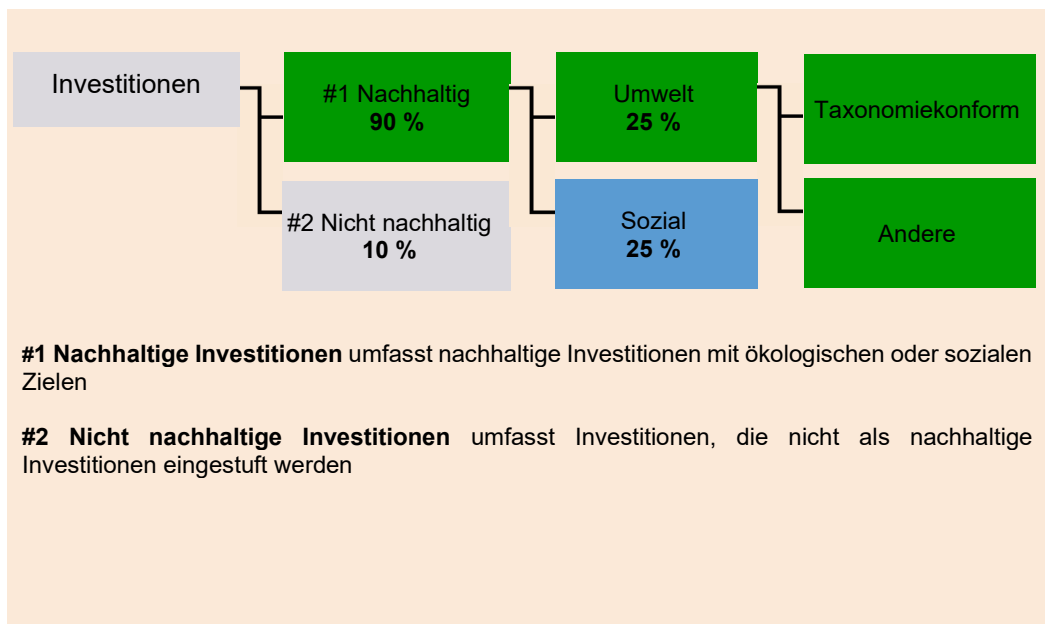 Investitionen
#1 Nachhaltig
90 %
Umwelt
25 %
Taxonomiekonform
#2 Nicht nachhaltig
10 %
Sozial
25 %
Andere
#1 Nachhaltige Investitionen umfasst nachhaltige Investitionen mit ökologischen oder sozialen
Zielen
#2 Nicht nachhaltige Investitionen umfasst Investitionen, die nicht als nachhaltige
Investitionen eingestuft werden